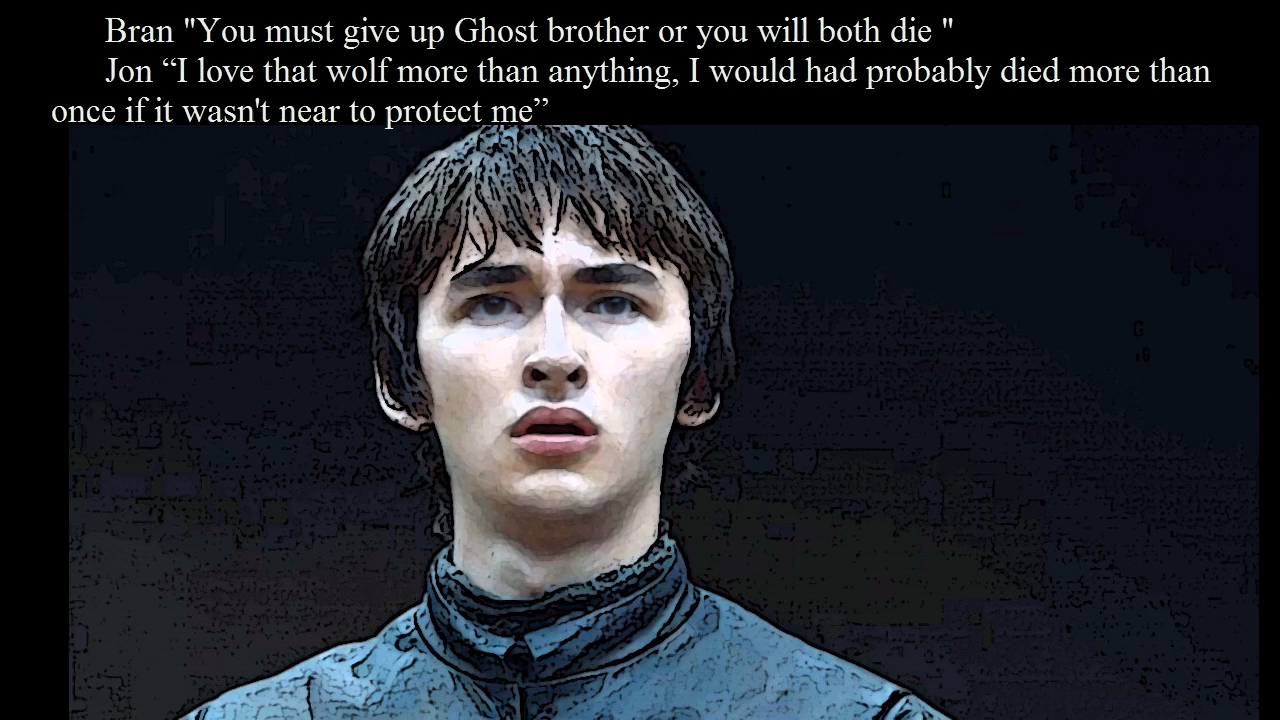 Bran "You must give up Ghost brother or you will both die "
Jon “I love that wolf more than anything, I would had probably died more than
once if it wasn't near to protect me”